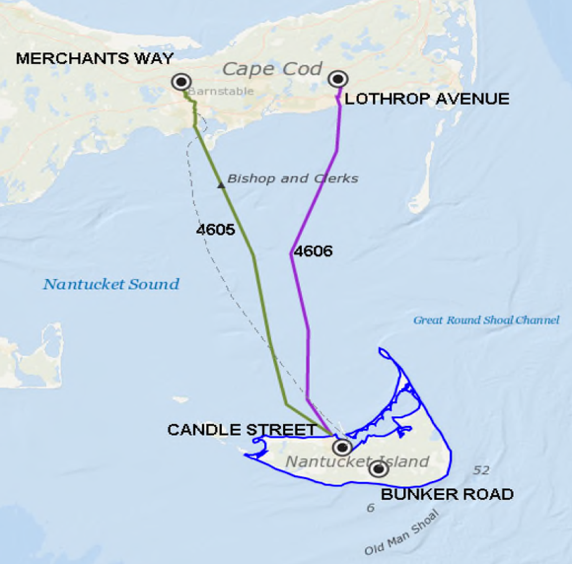 MERCHANTS WAY
Cape Cod
Barnstable
LOTHROP AVENUE
Bishop and Clerks
4605
4606
Nantucket Sound
Great Round Shoal Channel
CANDLE STREET
Nantucket Island
52
BUNKER ROAD
6
Old Man Shoal